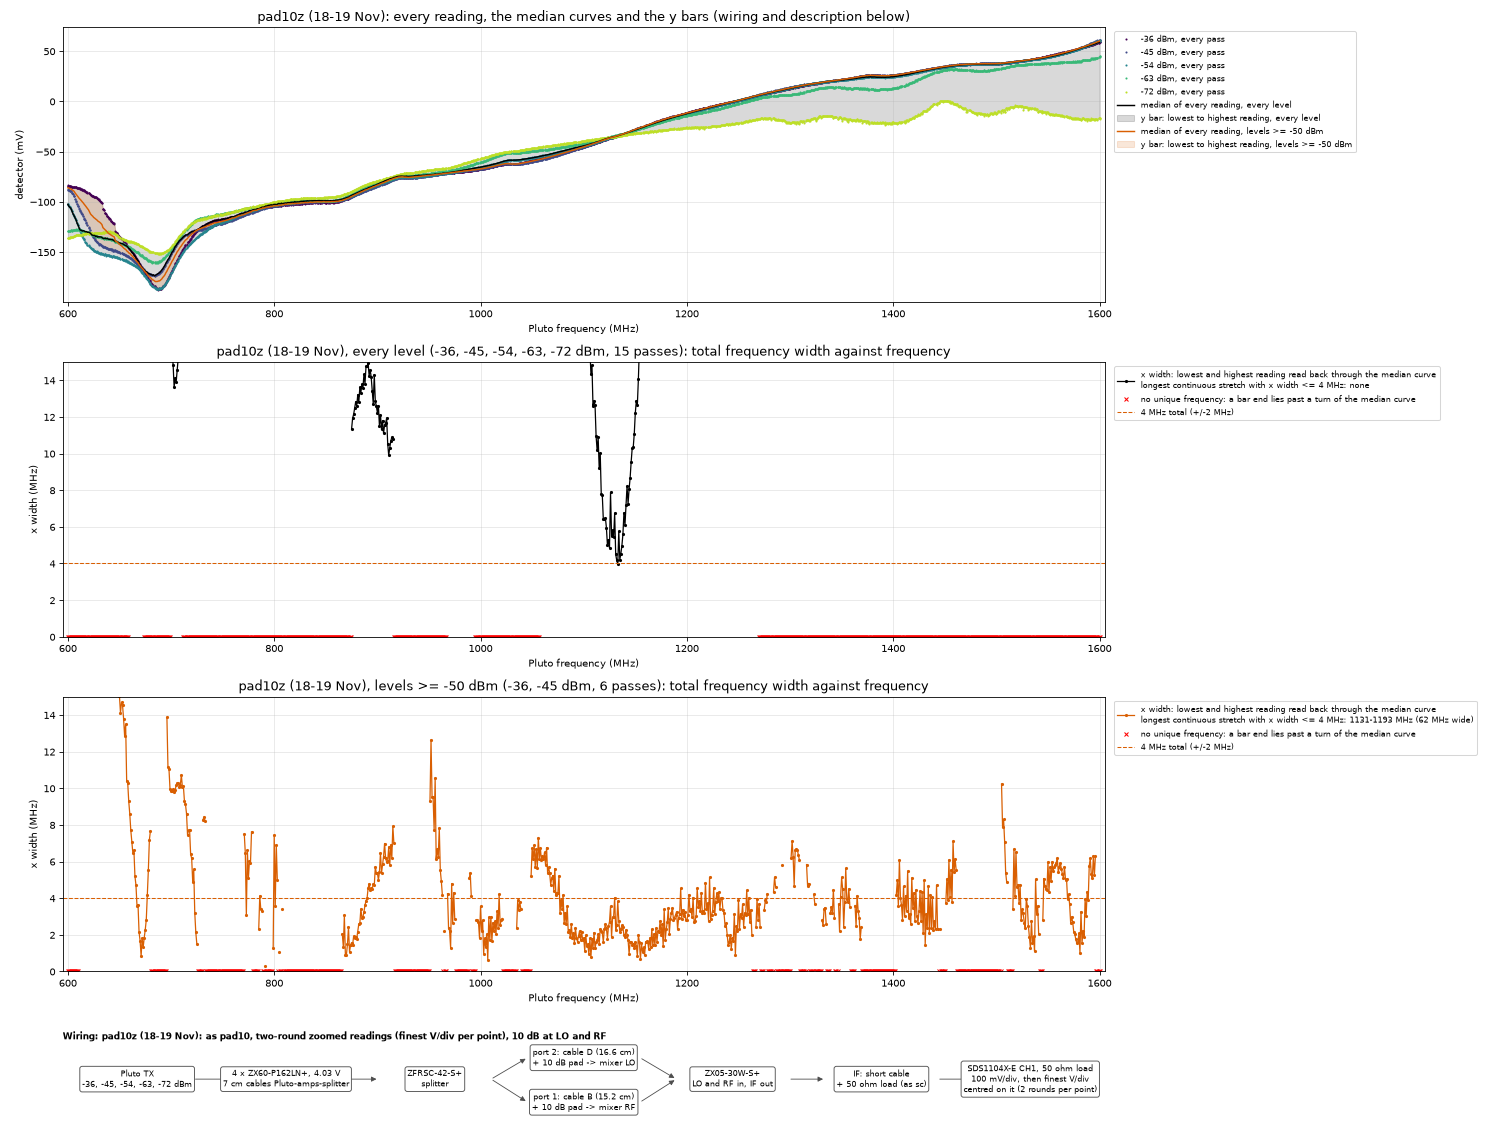 pad10z (18-19 Nov): every reading, the median curves and the y bars (wiring and description below)
detector (mV)
50
0
−50
−100
−150
600
800
1000
1200
1400
1600
Pluto frequency (MHz)
-36 dBm, every pass
-45 dBm, every pass
-54 dBm, every pass
-63 dBm, every pass
-72 dBm, every pass
median of every reading, every level
y bar: lowest to highest reading, every level
median of every reading, levels >= -50 dBm
y bar: lowest to highest reading, levels >= -50 dBm
pad10z (18-19 Nov), every level (-36, -45, -54, -63, -72 dBm, 15 passes): total frequency width against frequency
x width (MHz)
14
12
10
8
6
4
2
0
600
800
1000
1200
1400
1600
Pluto frequency (MHz)
x width: lowest and highest reading read back through the median curve
longest continuous stretch with x width <= 4 MHz: none
no unique frequency: a bar end lies past a turn of the median curve
4 MHz total (+/-2 MHz)
pad10z (18-19 Nov), levels >= -50 dBm (-36, -45 dBm, 6 passes): total frequency width against frequency
x width (MHz)
14
12
10
8
6
4
2
0
600
800
1000
1200
1400
1600
Pluto frequency (MHz)
x width: lowest and highest reading read back through the median curve
longest continuous stretch with x width <= 4 MHz: 1131-1193 MHz (62 MHz wide)
no unique frequency: a bar end lies past a turn of the median curve
4 MHz total (+/-2 MHz)
Wiring: pad10z (18-19 Nov): as pad10, two-round zoomed readings (finest V/div per point), 10 dB at LO and RF
Pluto TX
-36, -45, -54, -63, -72 dBm
4 x ZX60-P162LN+, 4.03 V
7 cm cables Pluto-amps-splitter
ZFRSC-42-S+
splitter
port 2: cable D (16.6 cm)
+ 10 dB pad -> mixer LO
port 1: cable B (15.2 cm)
+ 10 dB pad -> mixer RF
ZX05-30W-S+
LO and RF in, IF out
IF: short cable
+ 50 ohm load (as sc)
SDS1104X-E CH1, 50 ohm load
100 mV/div, then finest V/div
centred on it (2 rounds per point)